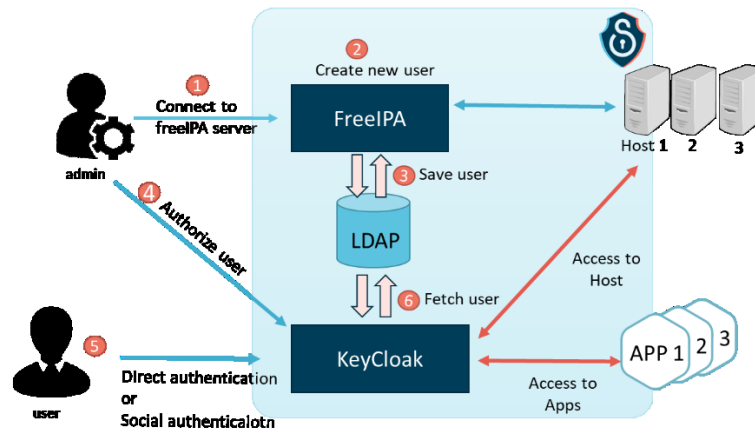 1
Connect to
freeIPA server
admin
2
Create new user
FreeIPA
Host 1 2 3
3 Save user
LDAP
4
Authorize user
6 Fetch user
KeyCloak
Access to
Host
5
user
Direct authentication
or
Social authenticaiotn
Access to
Apps
APP 1
2
3